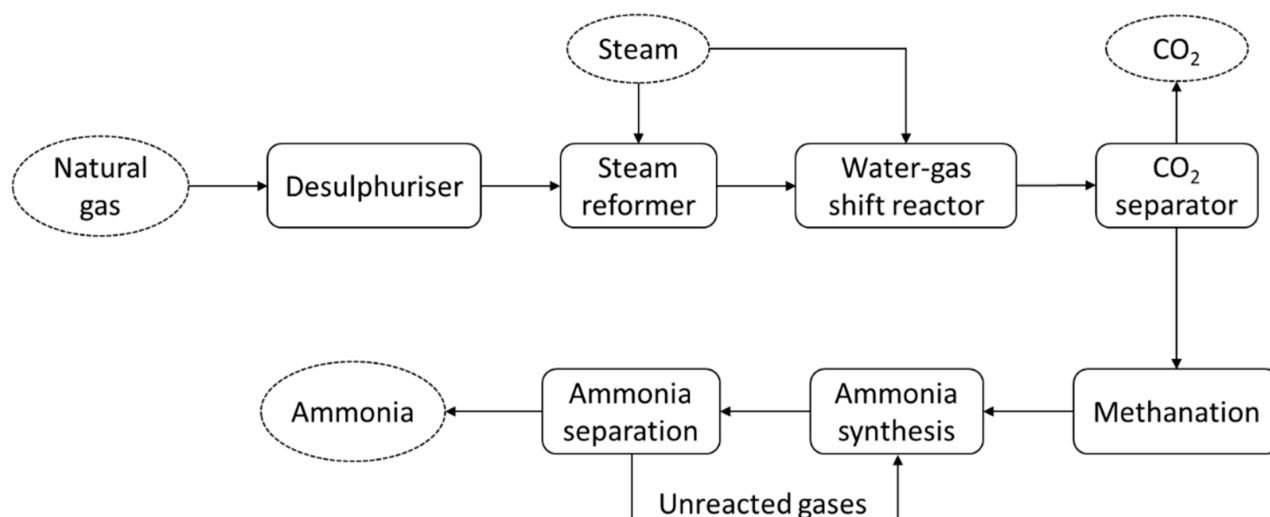 Steam
CO₂
Natural
gas
Desulphuriser
Steam
reformer
Water-gas
shift reactor
CO₂
separator
Ammonia
Ammonia
separation
Ammonia
synthesis
Methanation
Unreacted gases